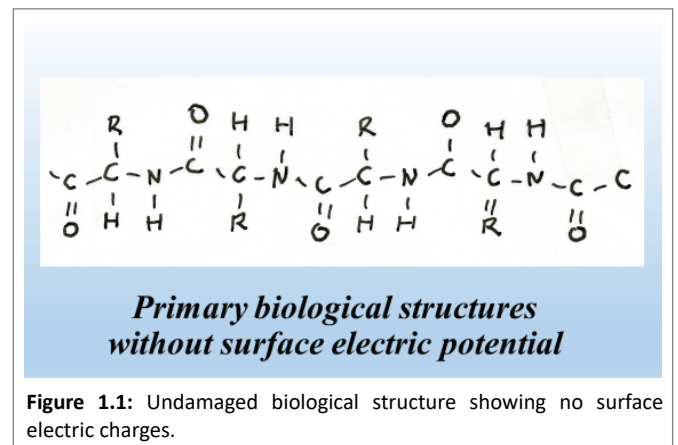 R O H H R O H H
C-C-N-C-C-N-C-C-N-C-C-N-C-C
O H H R O H H R O
Primary biological structures
without surface electric potential
Figure 1.1: Undamaged biological structure showing no surface
electric charges.